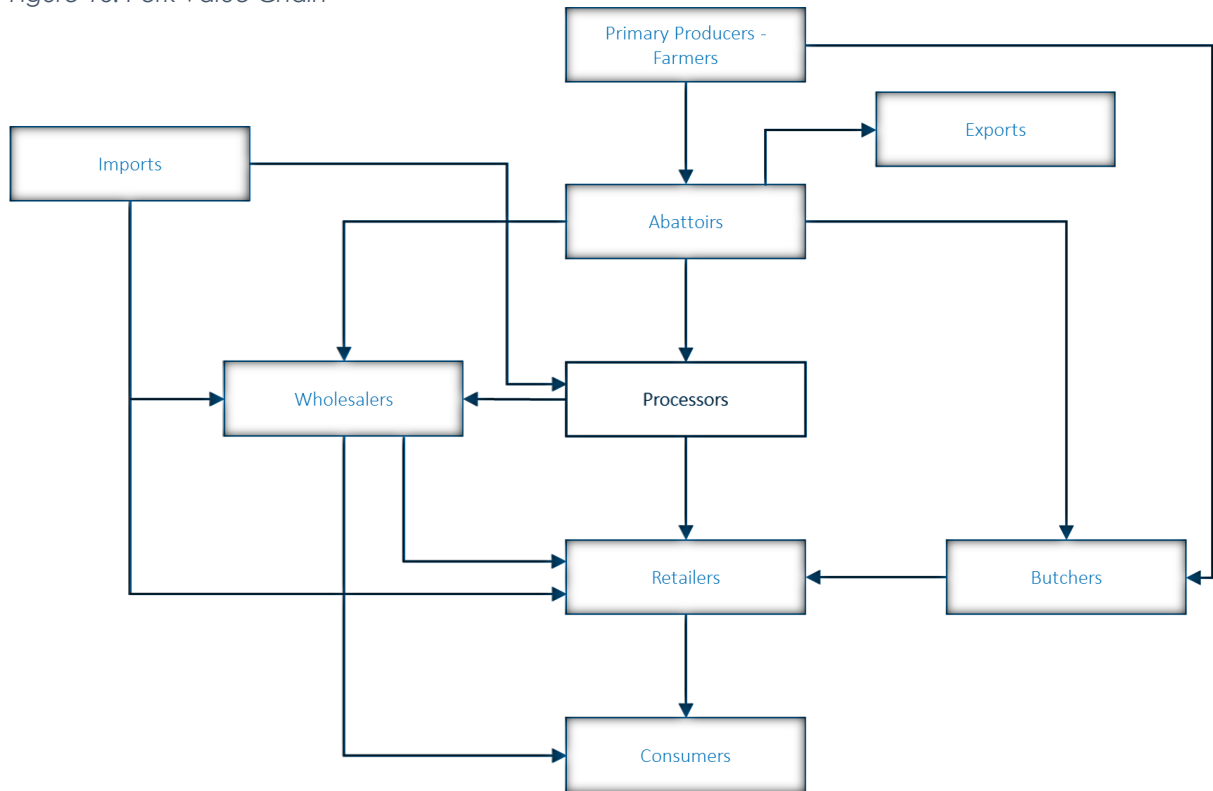 Primary Producers -
Farmers
Exports
Imports
Abattoirs
Wholesalers
Processors
Retailers
Butchers
Consumers